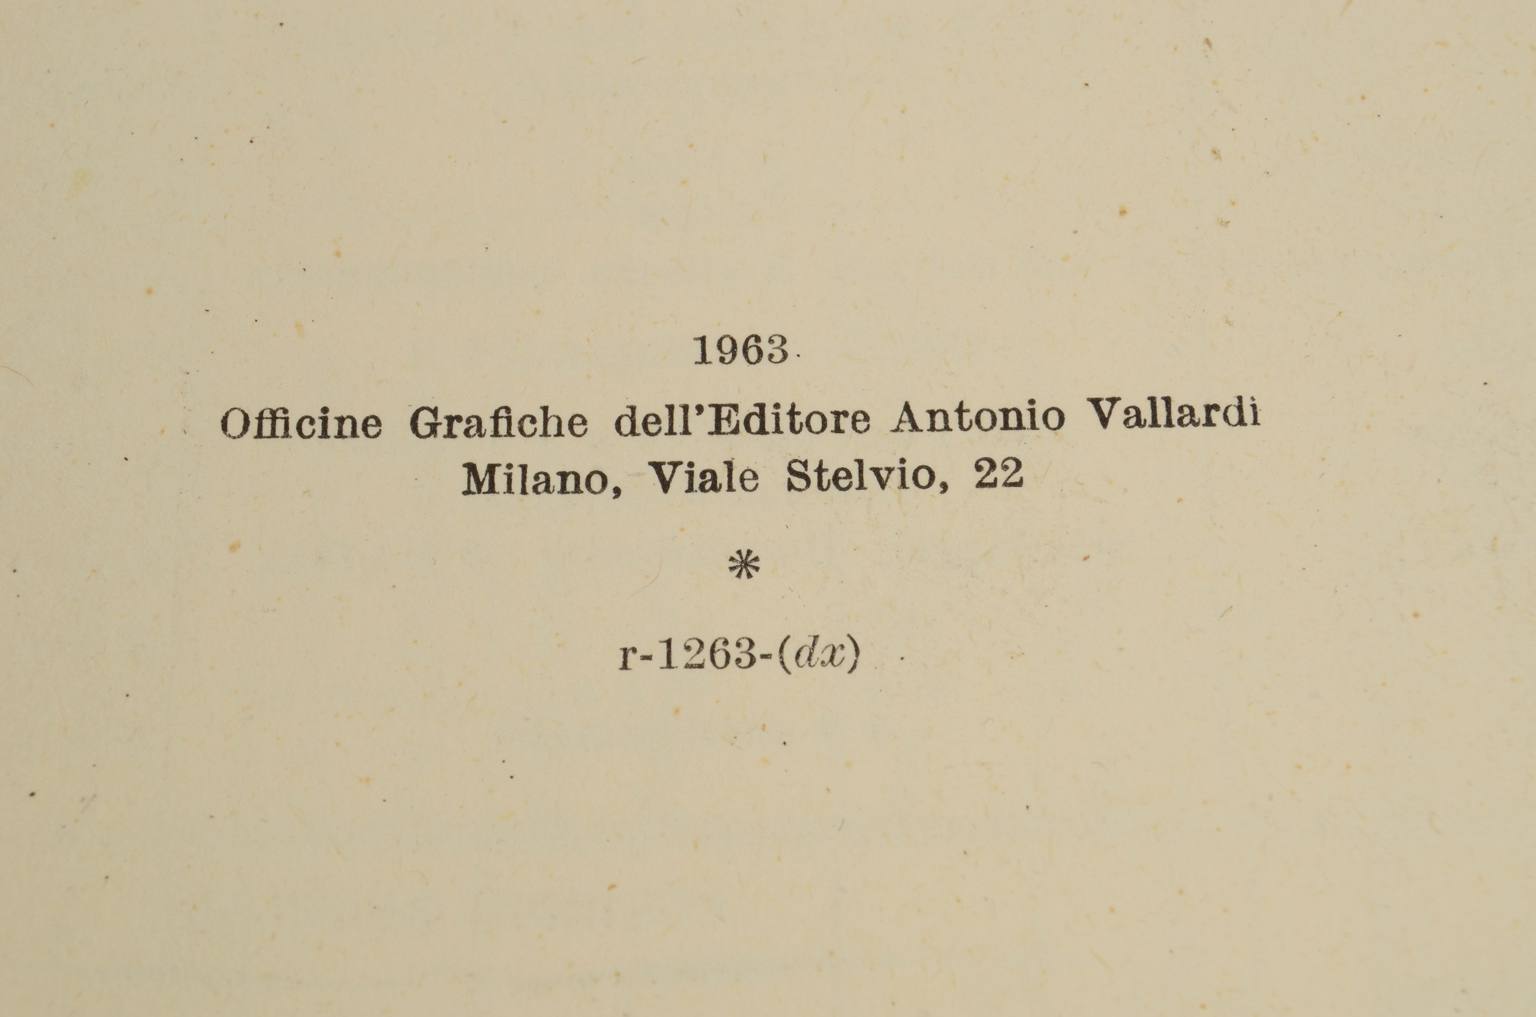 1963
Officine Grafiche dell'Editore Antonio Vallardi
Milano, Viale Stelvio, 22
*
r-1263-(dx)